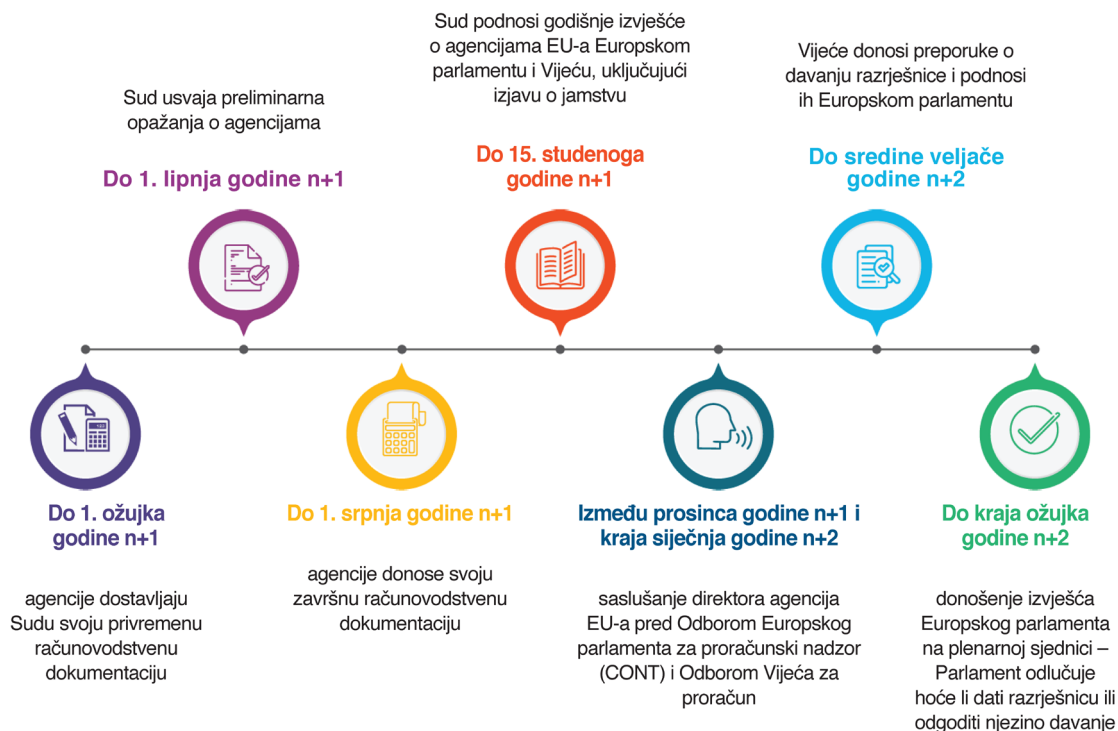 Sud usvaja preliminarna
opažanja o agencijama
Do 1. lipnja godine n+1
Sud podnosi godišnje izvješće
o agencijama EU-a Europskom
parlamentu i Vijeću, uključujući
izjavu o jamstvu
Do 15. studenoga
godine n+1
Vijeće donosi preporuke o
davanju razrješnice i podnosi
ih Europskom parlamentu
Do sredine veljače
godine n+2
Do 1. ožujka
godine n+1
agencije dostavljaju
Sudu svoju privremenu
računovodstvenu
dokumentaciju
Do 1. srpnja godine n+1
agencije donose svoju
završnu računovodstvenu
dokumentaciju
Između prosinca godine n+1 i
kraja siječnja godine n+2
saslušanje direktora agencija
EU-a pred Odborom Europskog
parlamenta za proračunski nadzor
(CONT) i Odborom Vijeća za
proračun
Do kraja ožujka
godine n+2
donošenje izvješća
Europskog parlamenta
na plenarnoj sjednici –
Parlament odlučuje
hoće li dati razrješnicu ili
odgoditi njezino davanje